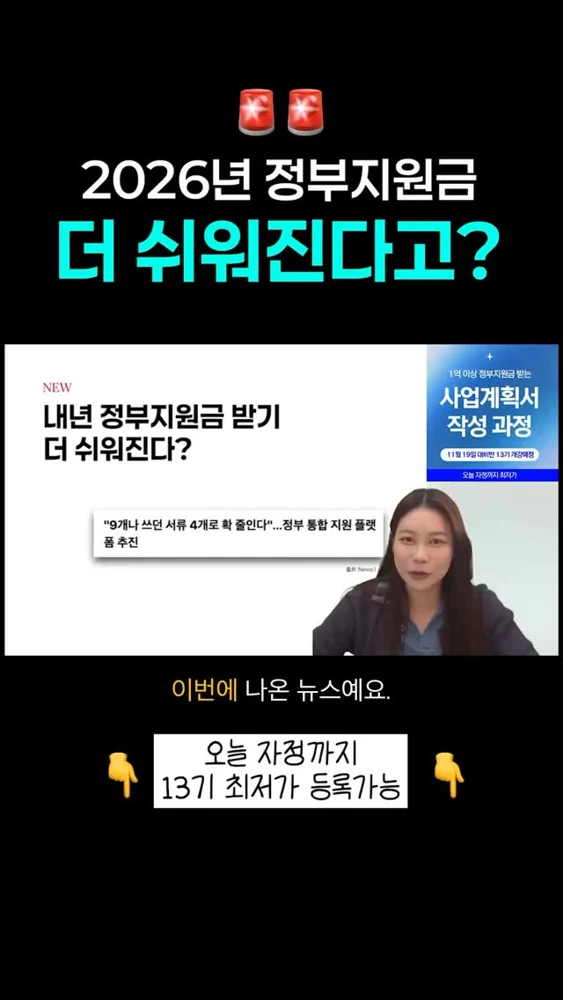 2026년 정부지원금
더 쉬워진다고?
NEW
내년 정부지원금 받기
더 쉬워진다?
"9개나 쓰던 서류 4개로 확 줄인다"...정부 통합 지원 플랫
폼 추진
출처: News1
1억 이상 정부지원금 받는
사업계획서
작성 과정
11월 19일 대비반 13기 개강예정
오늘 자정까지 최저가
이번에 나온 뉴스예요.
오늘 자정까지
13기 최저가 등록가능